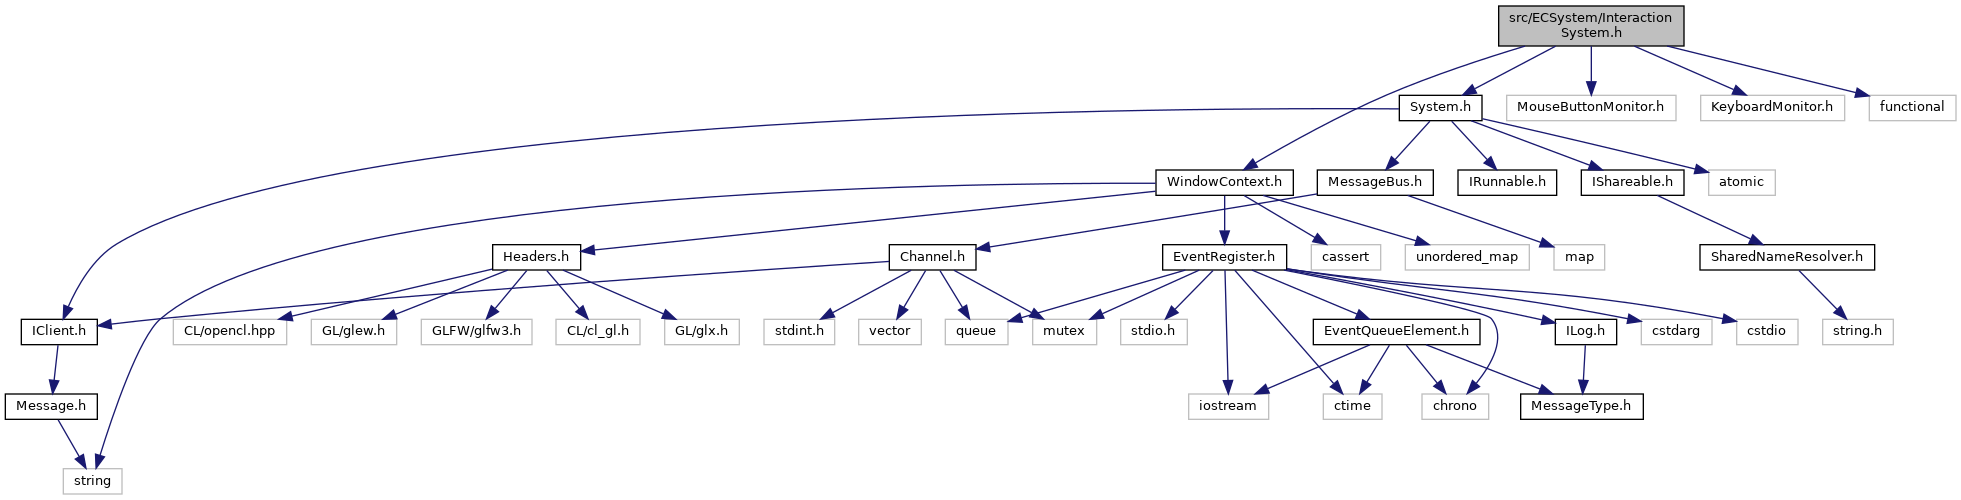 src/ECSystem/Interaction
System.h
System.h
MouseButtonMonitor.h
KeyboardMonitor.h
functional
WindowContext.h
MessageBus.h
IRunnable.h
IShareable.h
atomic
Headers.h
Channel.h
EventRegister.h
cassert
unordered_map
map
SharedNameResolver.h
IClient.h
CL/opencl.hpp
GL/glew.h
GLFW/glfw3.h
CL/cl_gl.h
GL/glx.h
stdint.h
vector
queue
mutex
stdio.h
EventQueueElement.h
ILog.h
cstdarg
cstdio
string.h
Message.h
iostream
ctime
chrono
MessageType.h
string